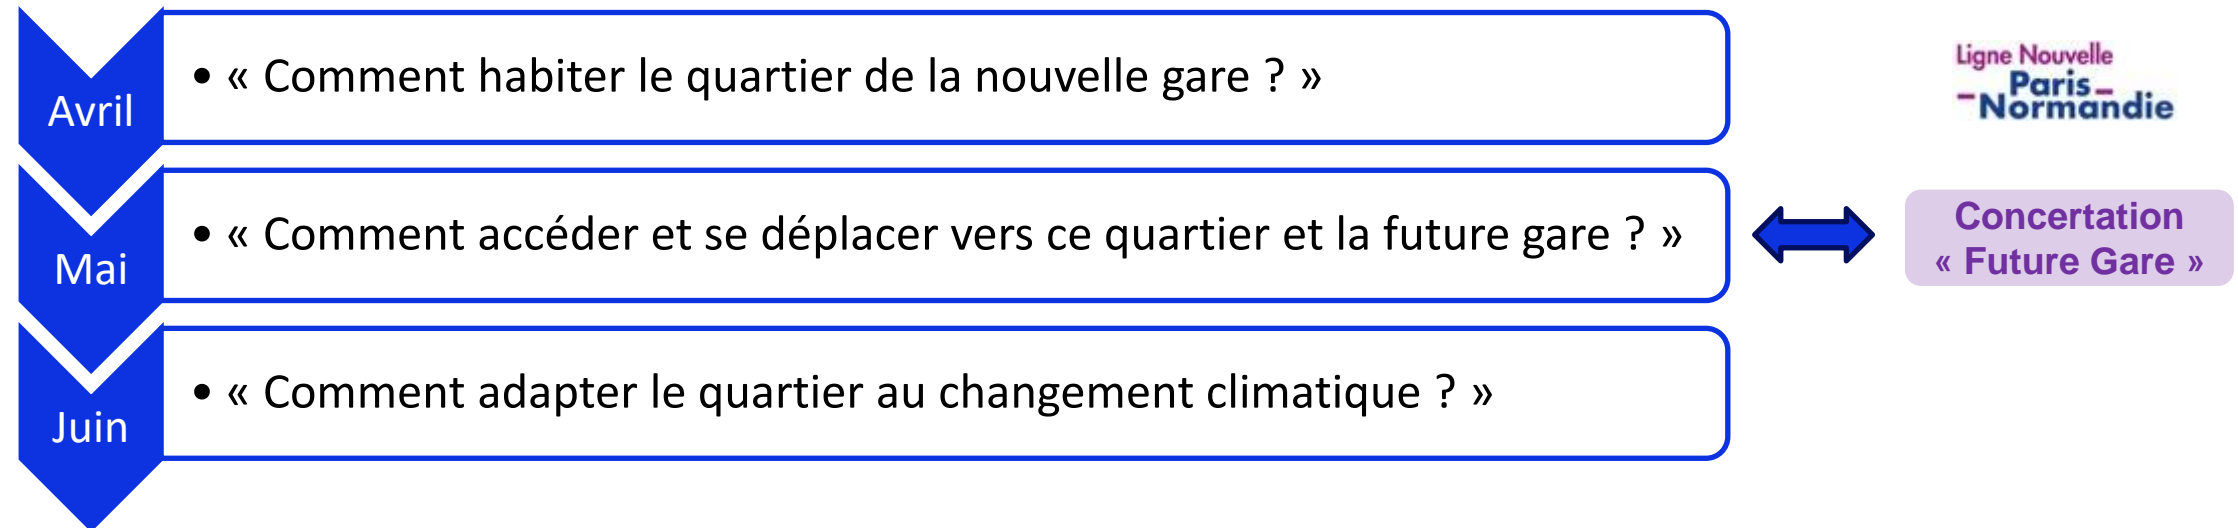 Avril
• « Comment habiter le quartier de la nouvelle gare ? »
Ligne Nouvelle
Paris
Normandie
Mai
• « Comment accéder et se déplacer vers ce quartier et la future gare ? »
Concertation
« Future Gare »
Juin
• « Comment adapter le quartier au changement climatique ? »